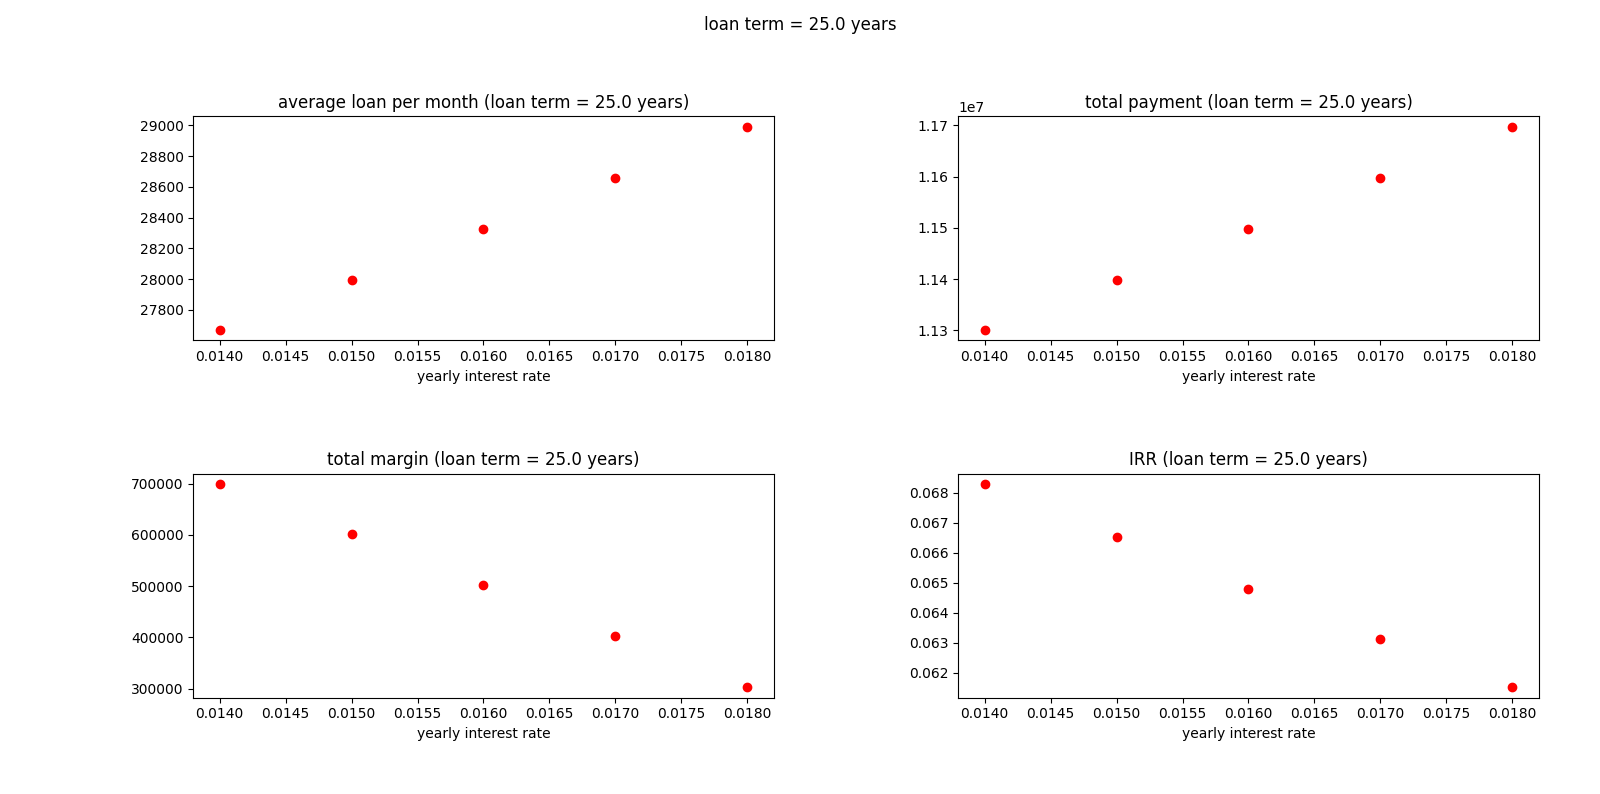 loan term = 25.0 years
average loan per month (loan term = 25.0 years)
29000
28800
28600
28400
28200
28000
27800
0.0140 0.0145 0.0150 0.0155 0.0160 0.0165 0.0170 0.0175 0.0180
yearly interest rate
total payment (loan term = 25.0 years)
1e7
1.17
1.16
1.15
1.14
1.13
0.0140 0.0145 0.0150 0.0155 0.0160 0.0165 0.0170 0.0175 0.0180
yearly interest rate
total margin (loan term = 25.0 years)
700000
600000
500000
400000
300000
0.0140 0.0145 0.0150 0.0155 0.0160 0.0165 0.0170 0.0175 0.0180
yearly interest rate
IRR (loan term = 25.0 years)
0.068
0.067
0.066
0.065
0.064
0.063
0.062
0.0140 0.0145 0.0150 0.0155 0.0160 0.0165 0.0170 0.0175 0.0180
yearly interest rate